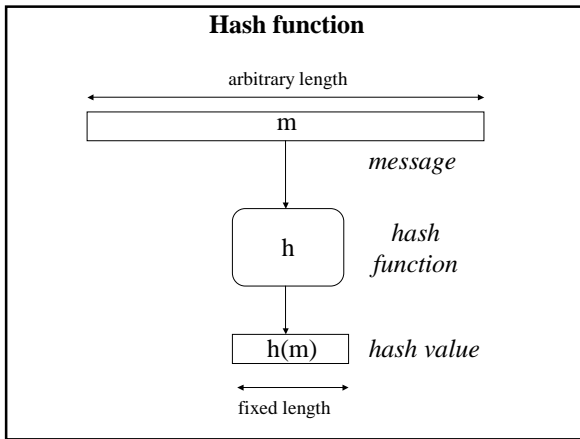 Hash function
arbitrary length
m
message
h
hash
function
h(m)
hash value
fixed length